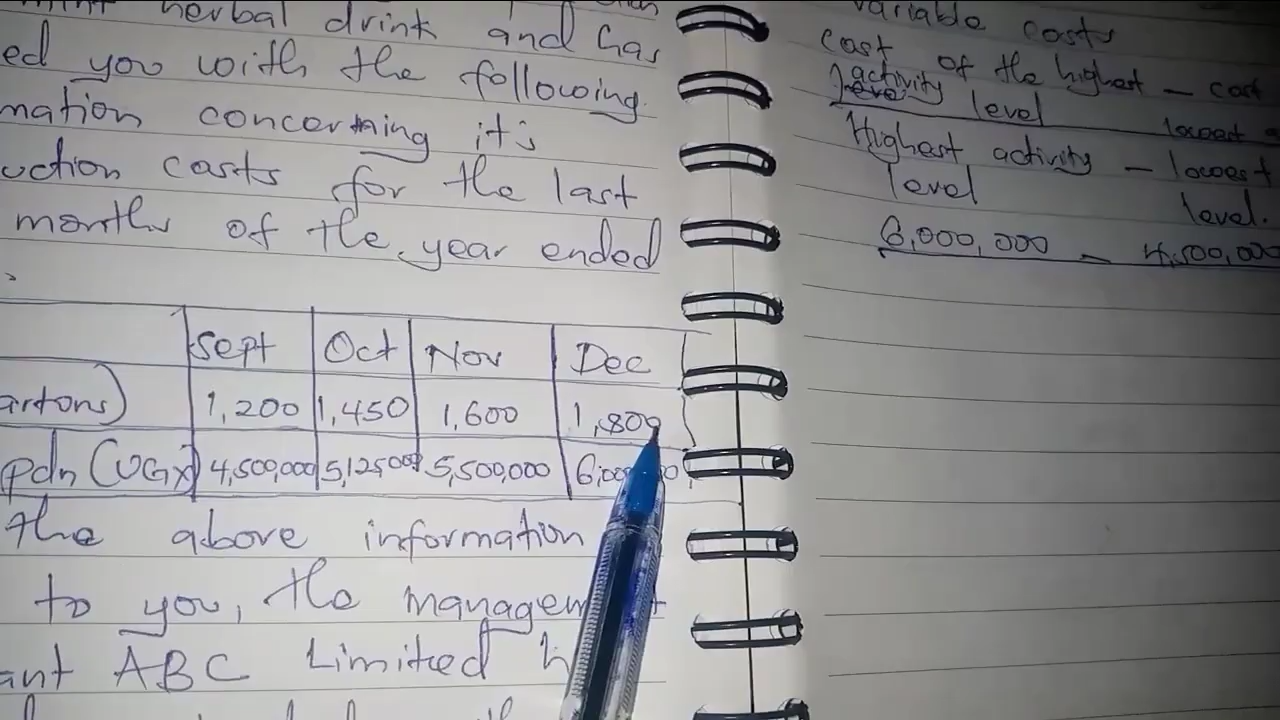 herbal drink and has
ed you with the following
mation concerning it's
uction costs for the last
months of the year ended
Sept Oct Nov Dec
artons) 1,200 1,450 1,600 1,800
pdn (UGX) 4,500,000 5,125000 5,500,000
the above information
to you, the management
ant ABC Limited
variable costs
cost of the highest - cost
activity level lowest
Highest activity - lowest
level level.
6,000,000 - 4,500,000